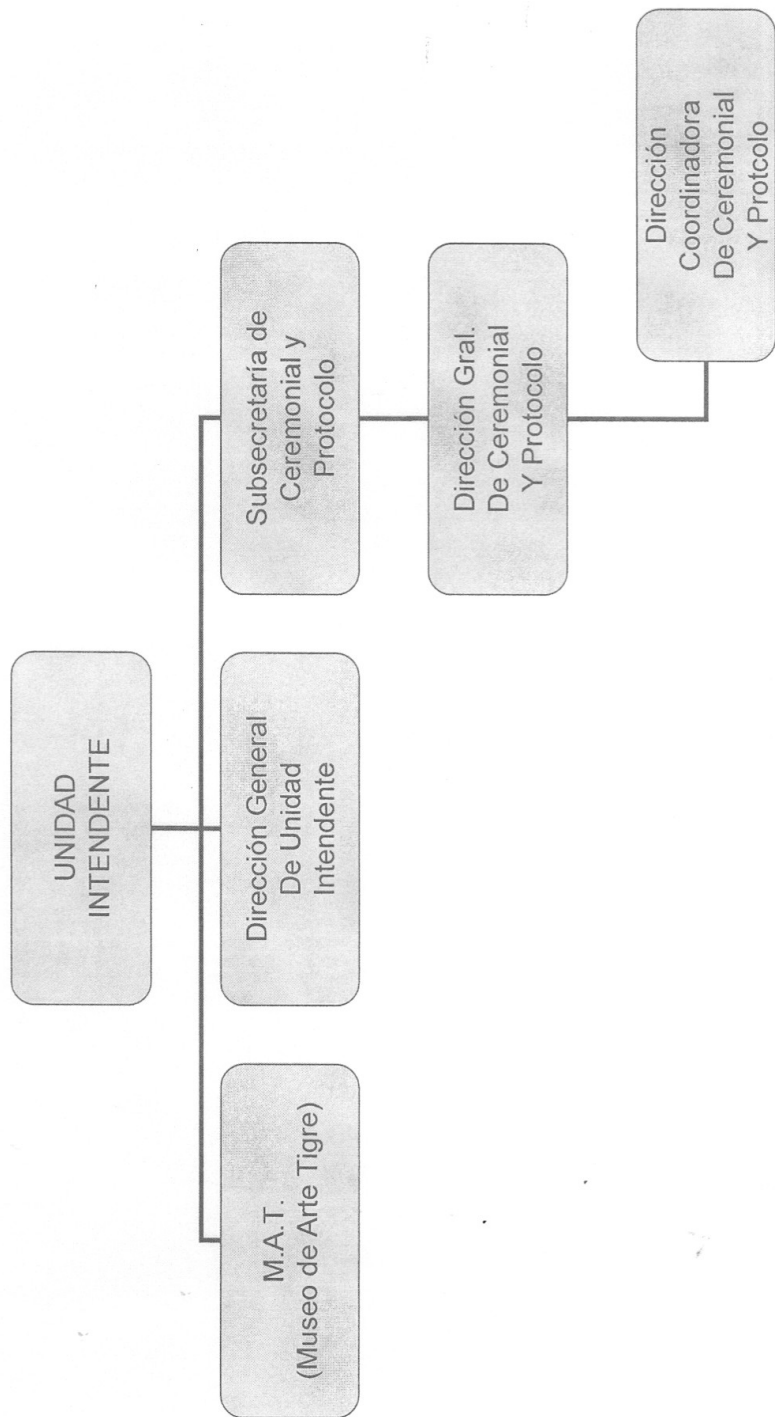 UNIDAD
INTENDENTE
M.A.T.
(Museo de Arte Tigre)
Dirección General
De Unidad
Intendente
Subsecretaría de
Ceremonial y
Protocolo
Dirección Gral.
De Ceremonial
Y Protocolo
Dirección
Coordinadora
De Ceremonial
Y Protcolo